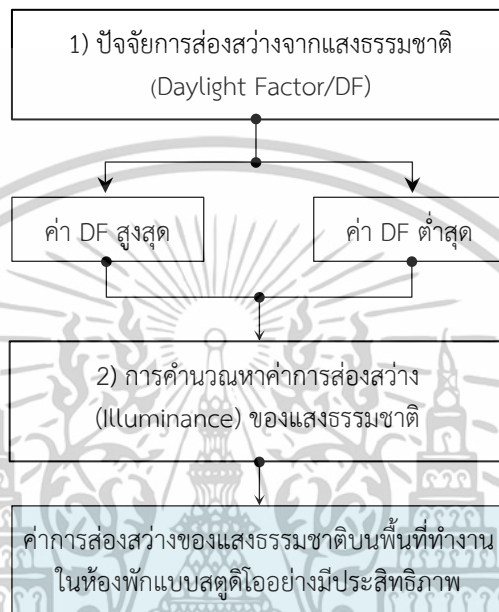 1) ปัจจัยการส่องสว่างจากแสงธรรมชาติ
(Daylight Factor/DF)
ค่า DF สูงสุด
ค่า DF ต่ำสุด
2) การคำนวณหาค่าการส่องสว่าง
(Illuminance) ของแสงธรรมชาติ
ค่าการส่องสว่างของแสงธรรมชาติบนพื้นที่ทำงาน
ในห้องพักแบบสตูดิโออย่างมีประสิทธิภาพ